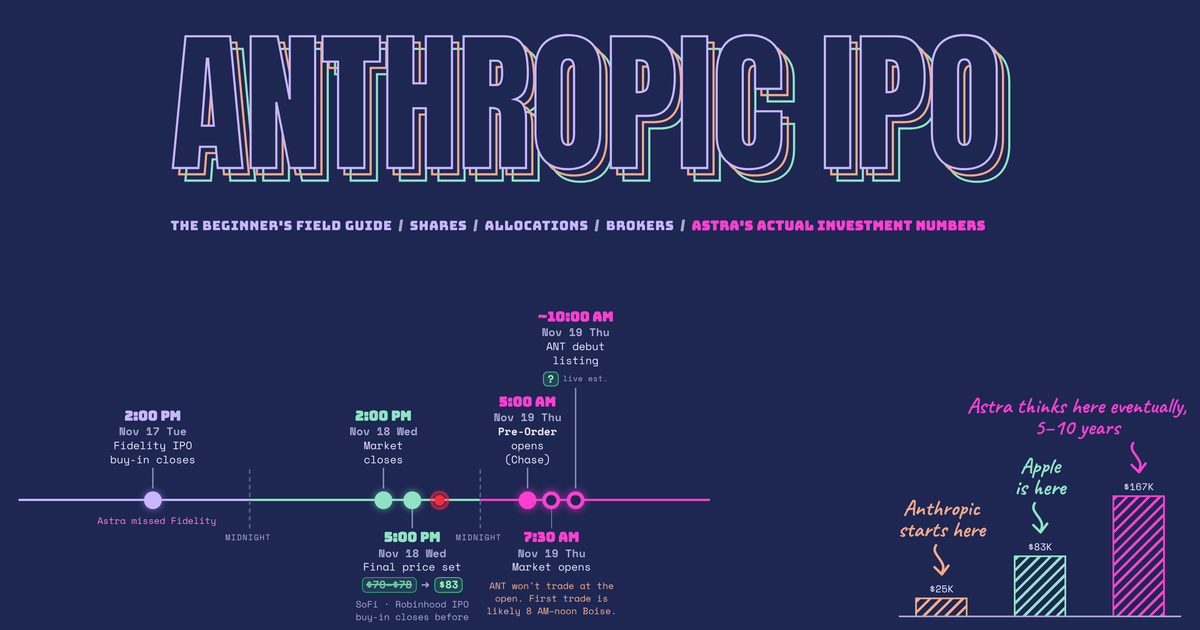 ANTHROPIC IPO
THE BEGINNER'S FIELD GUIDE / SHARES / ALLOCATIONS / BROKERS / ASTRA'S ACTUAL INVESTMENT NUMBERS
~10:00 AM
Nov 19 Thu
ANT debut
listing
? live est.
2:00 PM
Nov 17 Tue
Fidelity IPO
buy-in closes
Astra missed Fidelity
MIDNIGHT
2:00 PM
Nov 18 Wed
Market
closes
5:00 PM
Nov 18 Wed
Final price set
$70–$78 → $83
SoFi · Robinhood IPO
buy-in closes before
MIDNIGHT
5:00 AM
Nov 19 Thu
Pre-Order
opens
(Chase)
7:30 AM
Nov 19 Thu
Market opens
ANT won't trade at the
open. First trade is
likely 8 AM–noon Boise.
Anthropic
starts here
$25K
Apple
is here
$83K
Astra thinks here eventually,
5–10 years
$167K